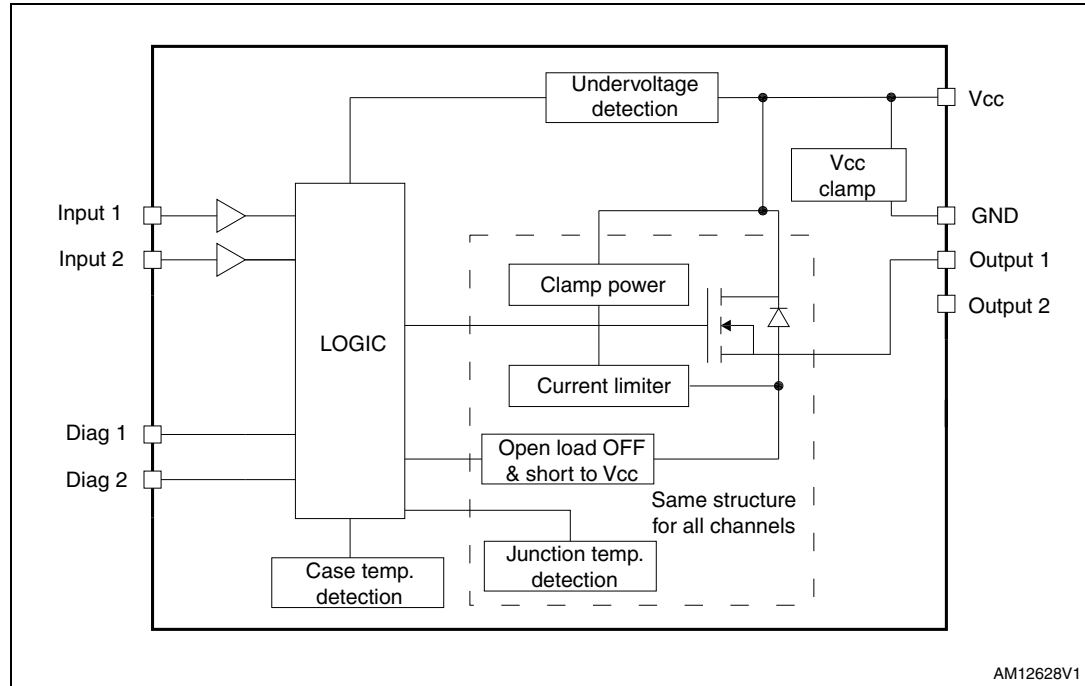 Undervoltage
detection
Vcc
Vcc
clamp
Input 1
GND
Input 2
Output 1
Clamp power
Output 2
LOGIC
Current limiter
Diag 1
Open load OFF
& short to Vcc
Diag 2
Same structure
for all channels
Junction temp.
detection
Case temp.
detection
AM12628V1